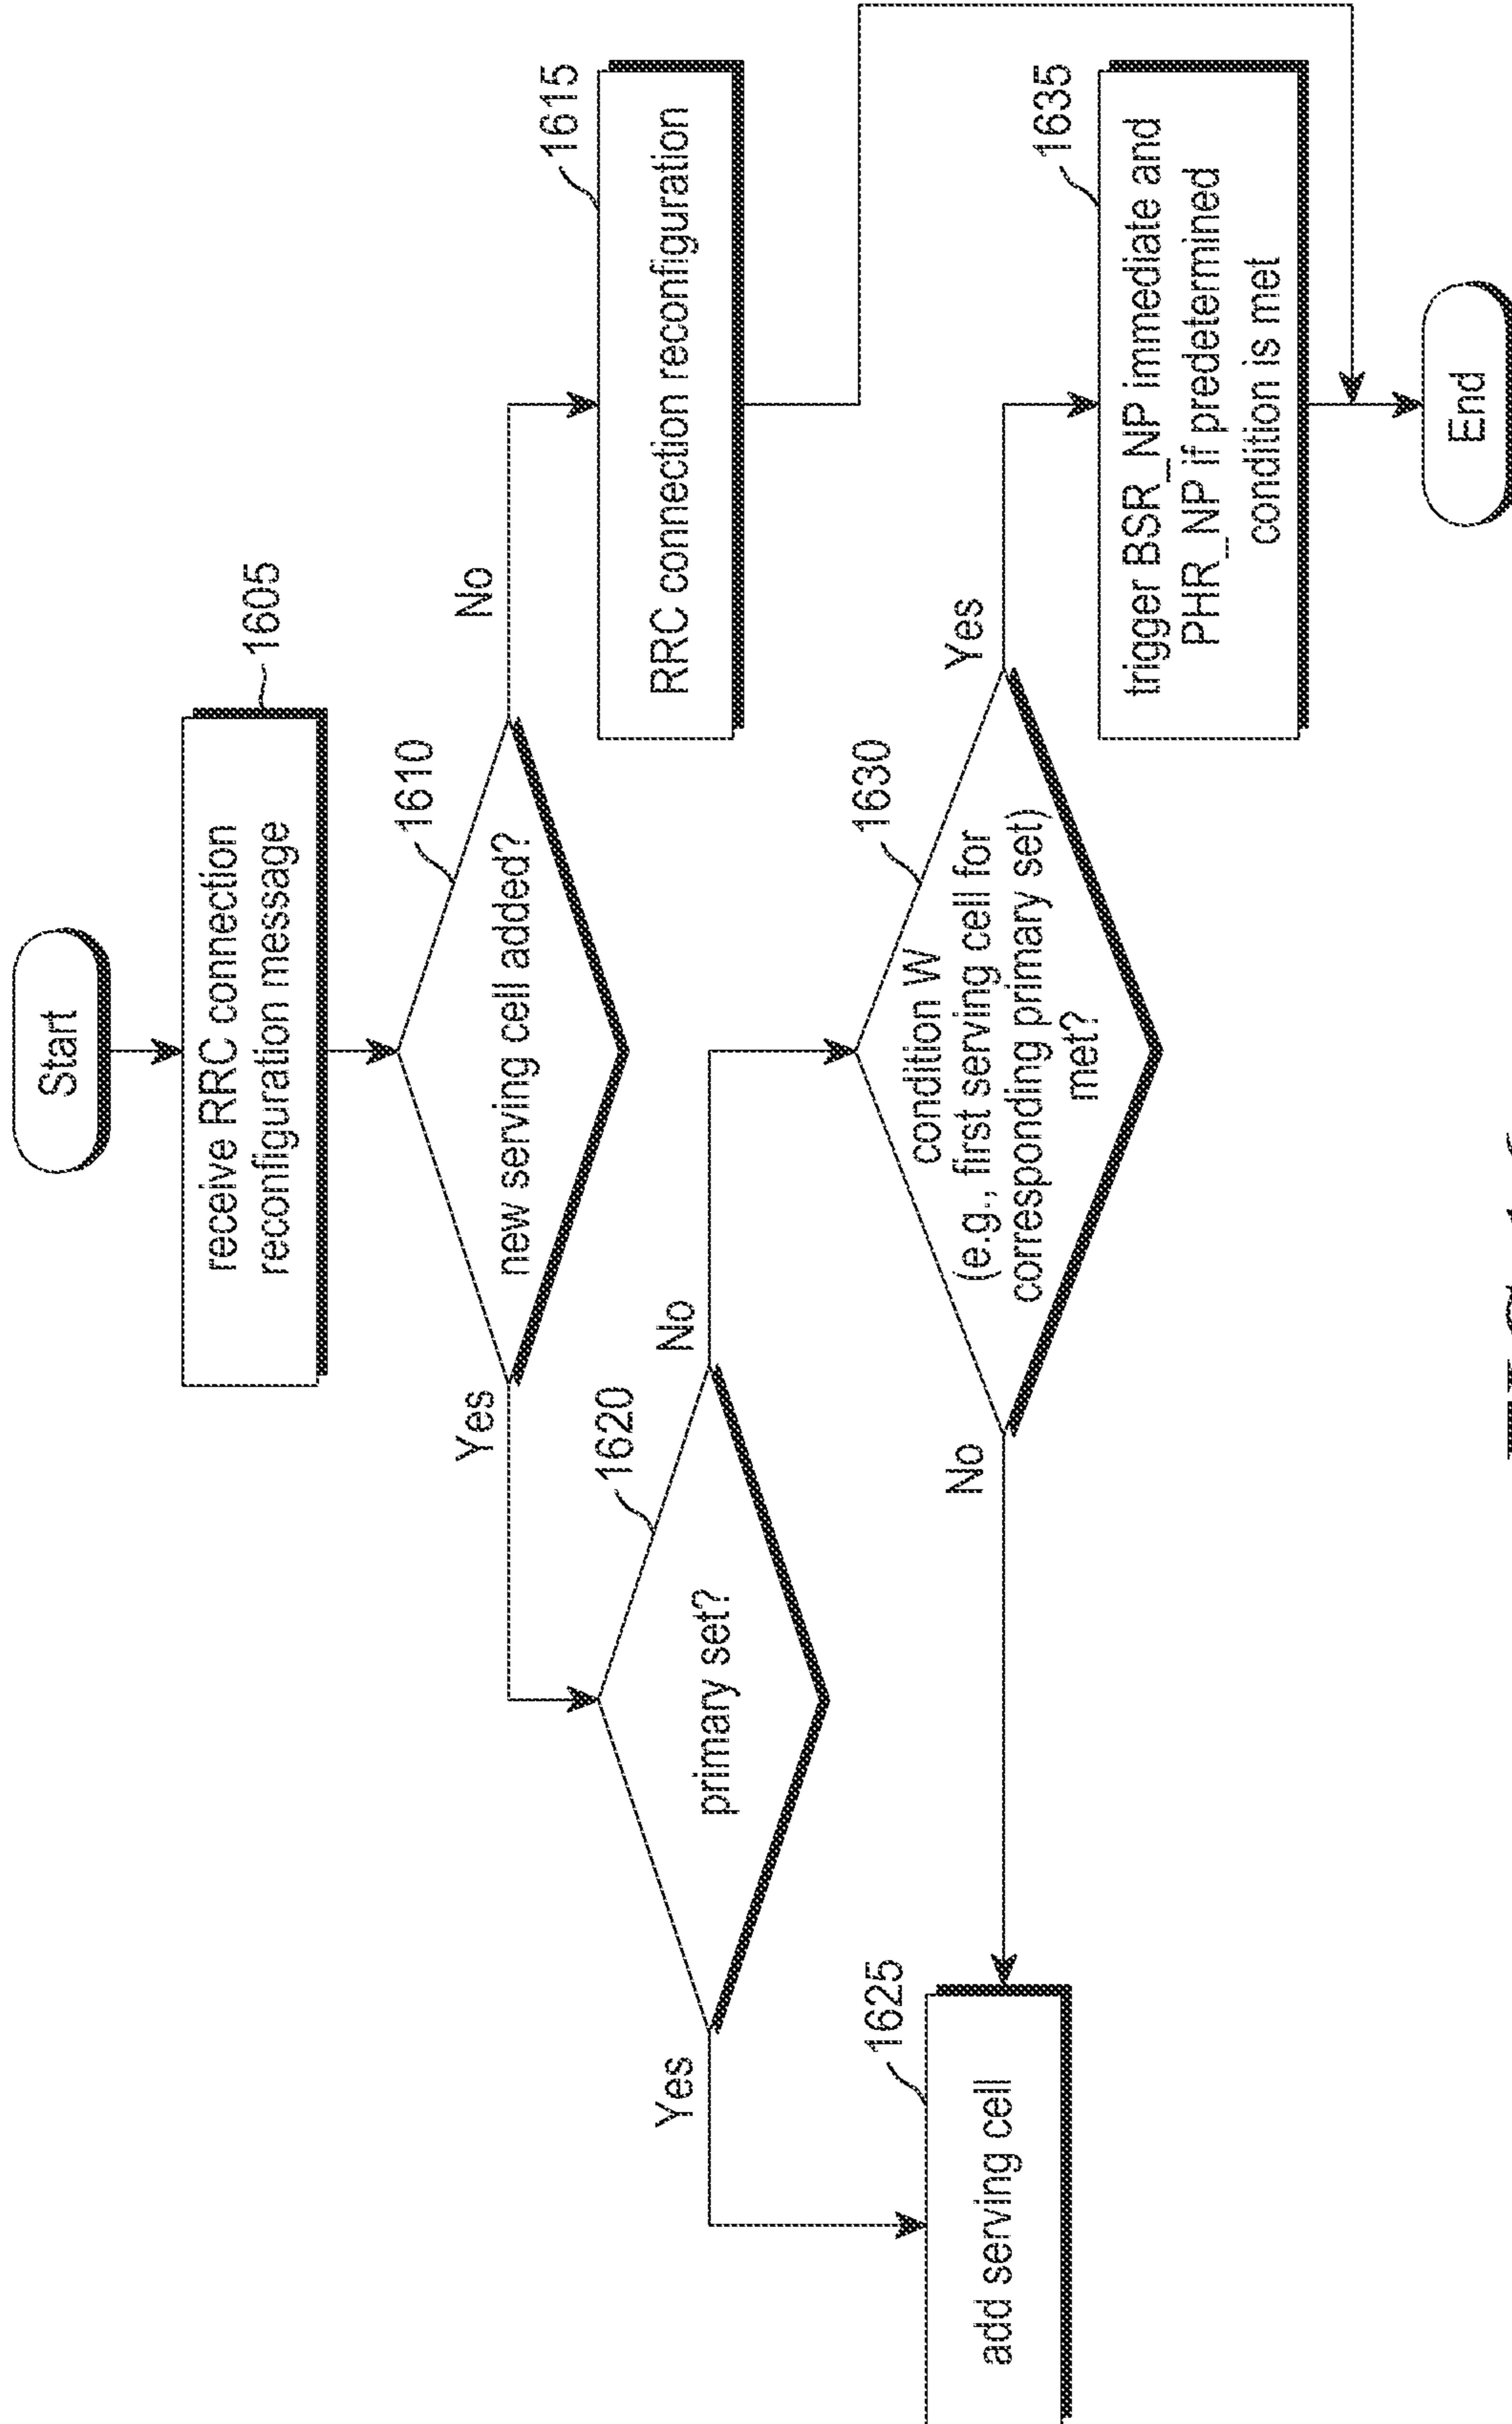 Start
receive RRC connection
reconfiguration message
1605
new serving cell added?
1610
No
Yes
RRC connection reconfiguration
1615
primary set?
1620
No
Yes
add serving cell
1625
condition W
(e.g., first serving cell for
corresponding primary set)
met?
1630
Yes
No
trigger BSR_NP immediate and
PHR_NP if predetermined
condition is met
1635
End